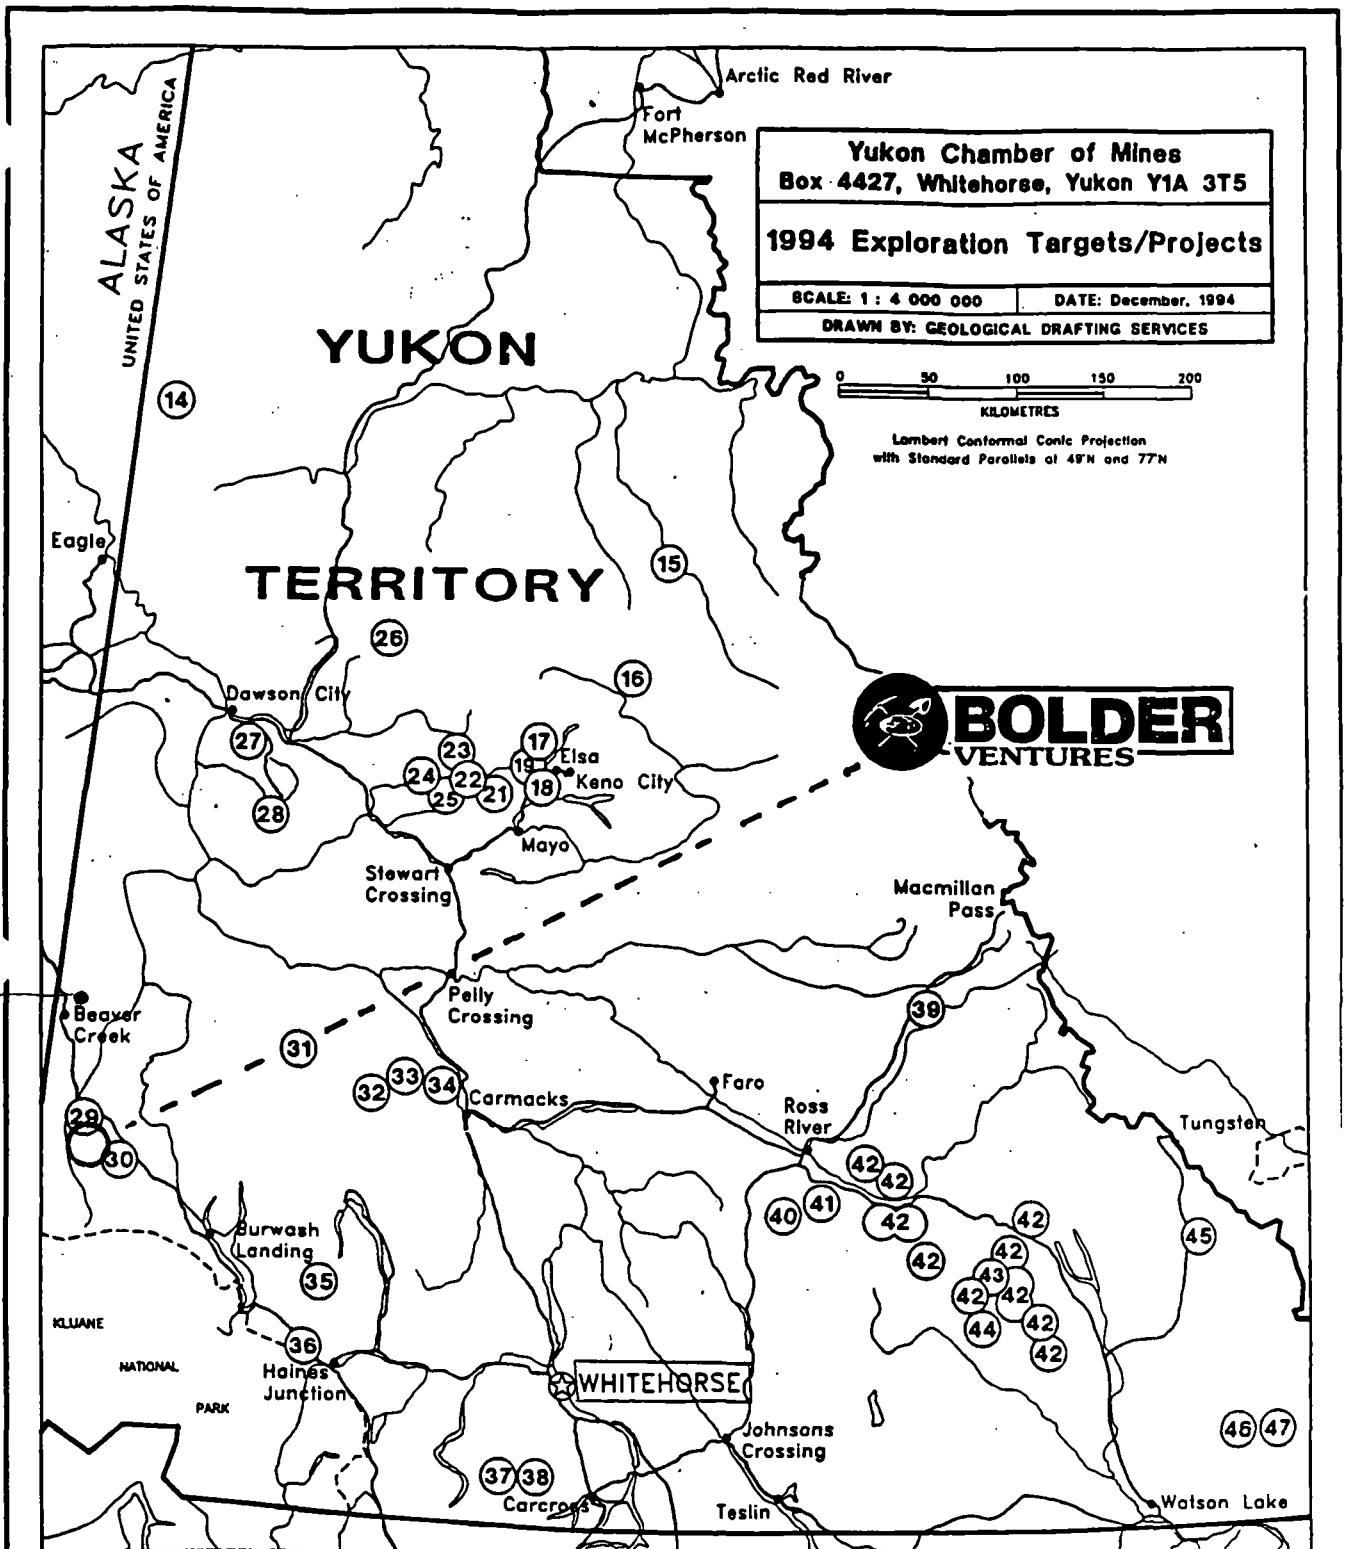 Arctic Red River
Fort
McPherson
ALASKA
UNITED STATES OF AMERICA
Yukon Chamber of Mines
Box 4427, Whitehorse, Yukon Y1A 3T5
1994 Exploration Targets/Projects
SCALE: 1 : 4 000 000
DATE: December, 1994
DRAWN BY: GEOLOGICAL DRAFTING SERVICES
0 50 100 150 200
KILOMETRES
Lambert Conformal Conic Projection
with Standard Parallels at 49°N and 77°N
YUKON
14
Eagle
15
TERRITORY
26
16
Dawson City
27
17
23
Elsa
19
24
22
Keno City
18
21
25
28
BOLDER
VENTURES
Mayo
Stewart
Crossing
Macmillan
Pass
Pelly
Crossing
39
Beaver
Creek
31
33
34
32
Carmacks
Faro
29
Ross
River
Tungsten
30
42
42
41
40
42
42
45
Burwash
Landing
42
42
35
43
42
42
KLUANE
44
42
36
42
NATIONAL
Haines
Junction
WHITEHORSE
PARK
46
47
Johnsons
Crossing
37
38
Carcross
Teslin
Watson Lake